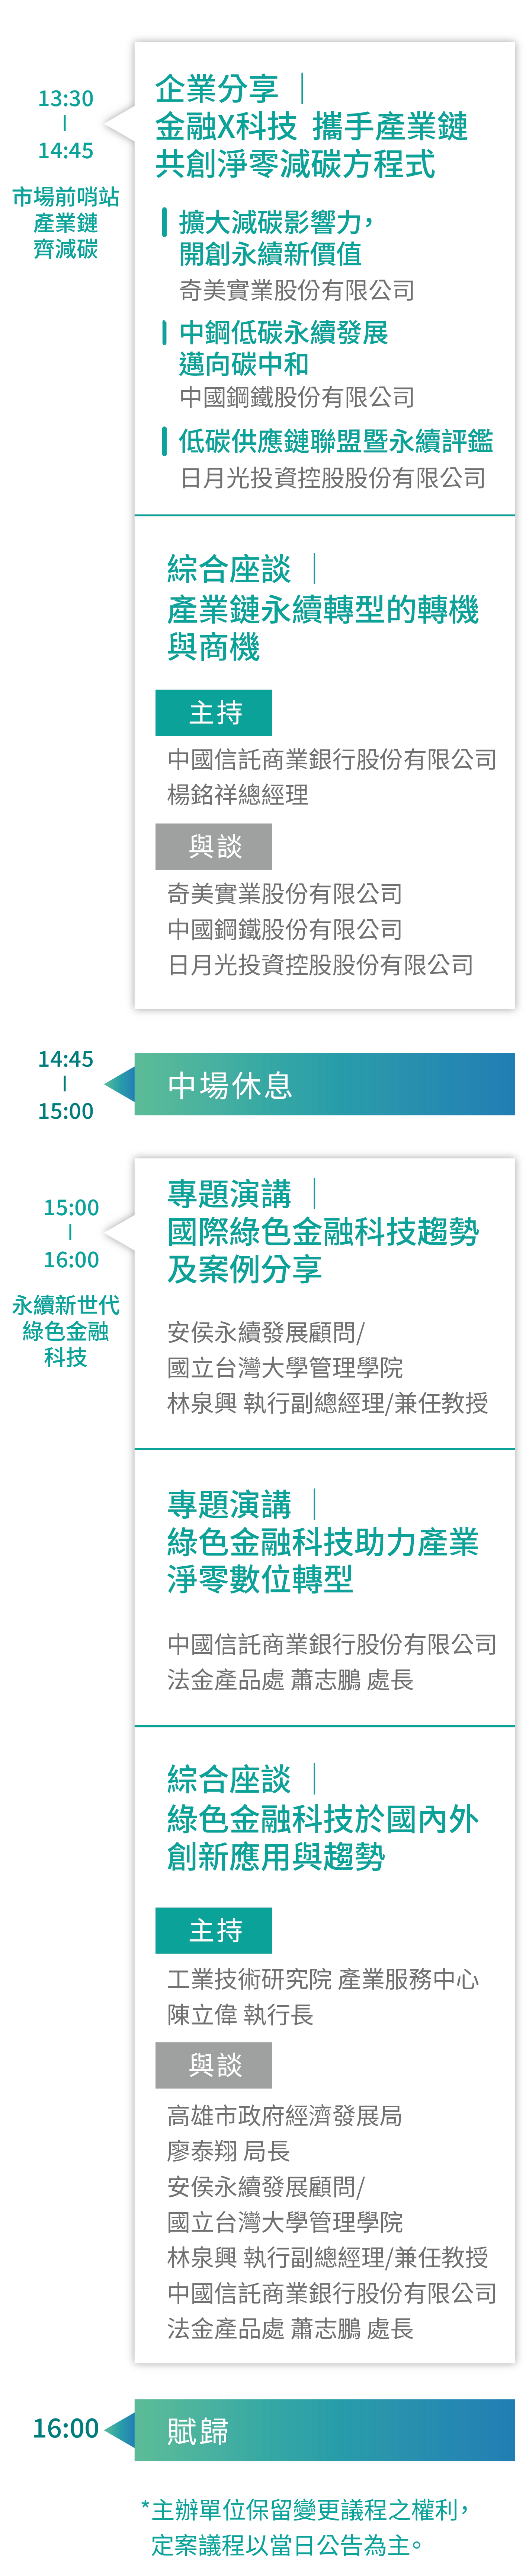 13:30
|
14:45
市場前哨站
產業鏈
齊減碳
企業分享｜
金融X科技 攜手產業鏈
共創淨零減碳方程式
擴大減碳影響力，
開創永續新價值
奇美實業股份有限公司
中鋼低碳永續發展
邁向碳中和
中國鋼鐵股份有限公司
低碳供應鏈聯盟暨永續評鑑
日月光投資控股股份有限公司
綜合座談｜
產業鏈永續轉型的轉機
與商機
主持
中國信託商業銀行股份有限公司
楊銘祥總經理
與談
奇美實業股份有限公司
中國鋼鐵股份有限公司
日月光投資控股股份有限公司
14:45
|
15:00
中場休息
15:00
|
16:00
永續新世代
綠色金融
科技
專題演講｜
國際綠色金融科技趨勢
及案例分享
安侯永續發展顧問/
國立台灣大學管理學院
林泉興 執行副總經理/兼任教授
專題演講｜
綠色金融科技助力產業
淨零數位轉型
中國信託商業銀行股份有限公司
法金產品處 蕭志鵬 處長
綜合座談｜
綠色金融科技於國內外
創新應用與趨勢
主持
工業技術研究院 產業服務中心
陳立偉 執行長
與談
高雄市政府經濟發展局
廖泰翔 局長
安侯永續發展顧問/
國立台灣大學管理學院
林泉興 執行副總經理/兼任教授
中國信託商業銀行股份有限公司
法金產品處 蕭志鵬 處長
16:00
賦歸
*主辦單位保留變更議程之權利，
定案議程以當日公告為主。